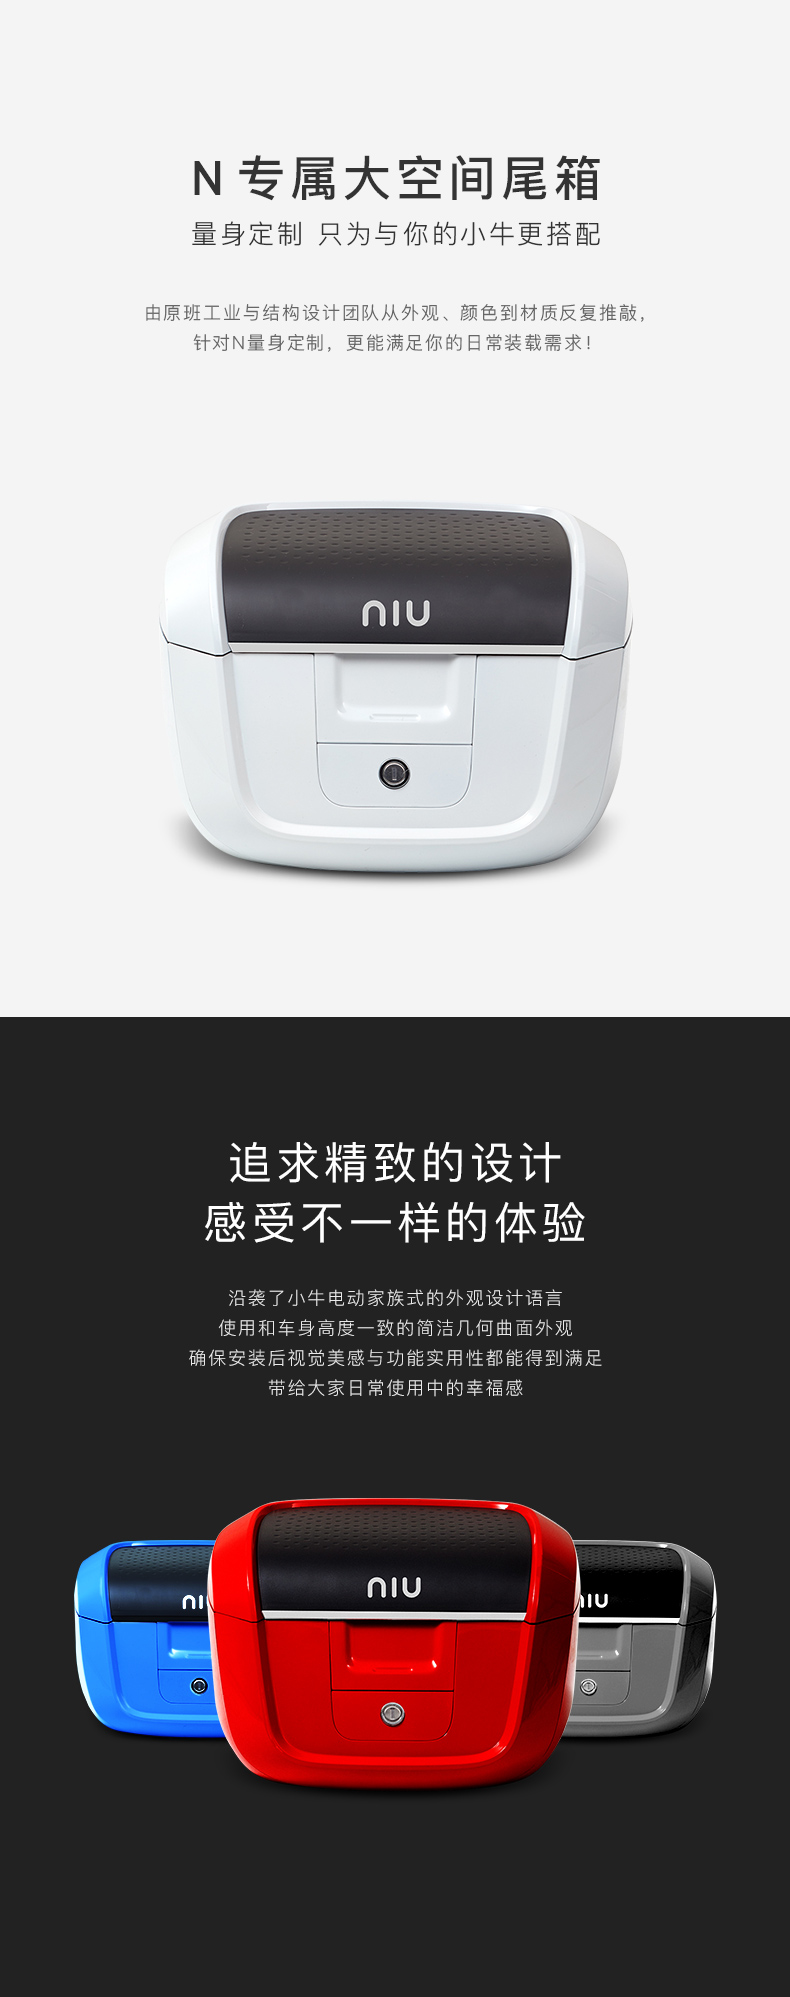 N 专属大空间尾箱
量身定制 只为与你的小牛更搭配
由原班工业与结构设计团队从外观、颜色到材质反复推敲，
针对N量身定制，更能满足你的日常装载需求！
NIU
追求精致的设计
感受不一样的体验
沿袭了小牛电动家族式的外观设计语言
使用和车身高度一致的简洁几何曲面外观
确保安装后视觉美感与功能实用性都能得到满足
带给大家日常使用中的幸福感
NI
NIU
NIU